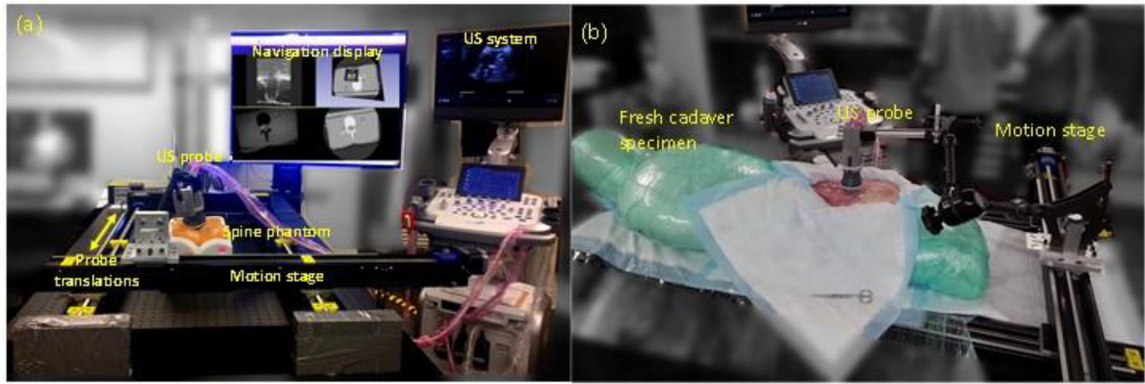 (a)
Navigation display
US system
US probe
Spine phantom
Probe
translations
Motion stage
(b)
Fresh cadaver
specimen
US probe
Motion stage